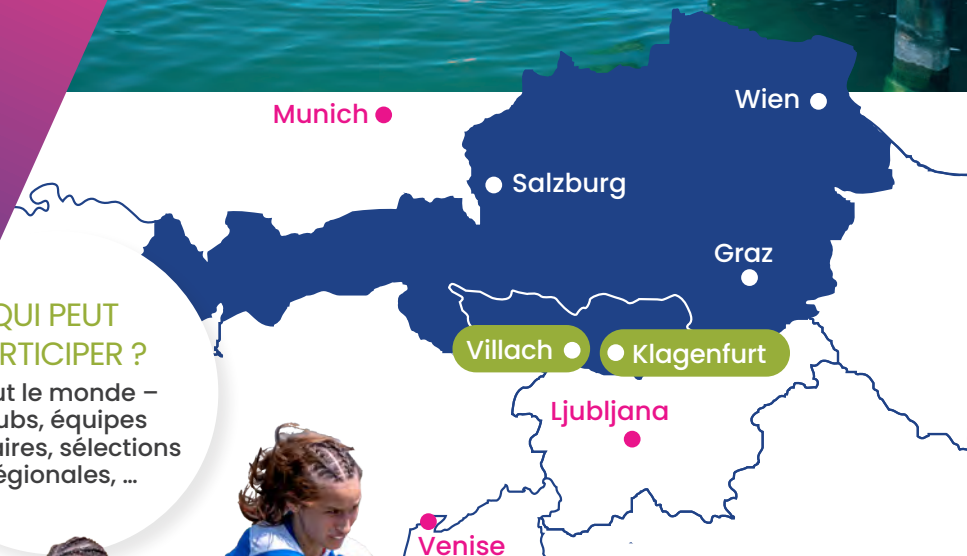 Munich
Wien
Salzburg
Graz
Villach
Klagenfurt
Ljubljana
Venise
QUI PEUT
RTICIPER ?
ut le monde –
ubs, équipes
aires, sélections
égionales, ...